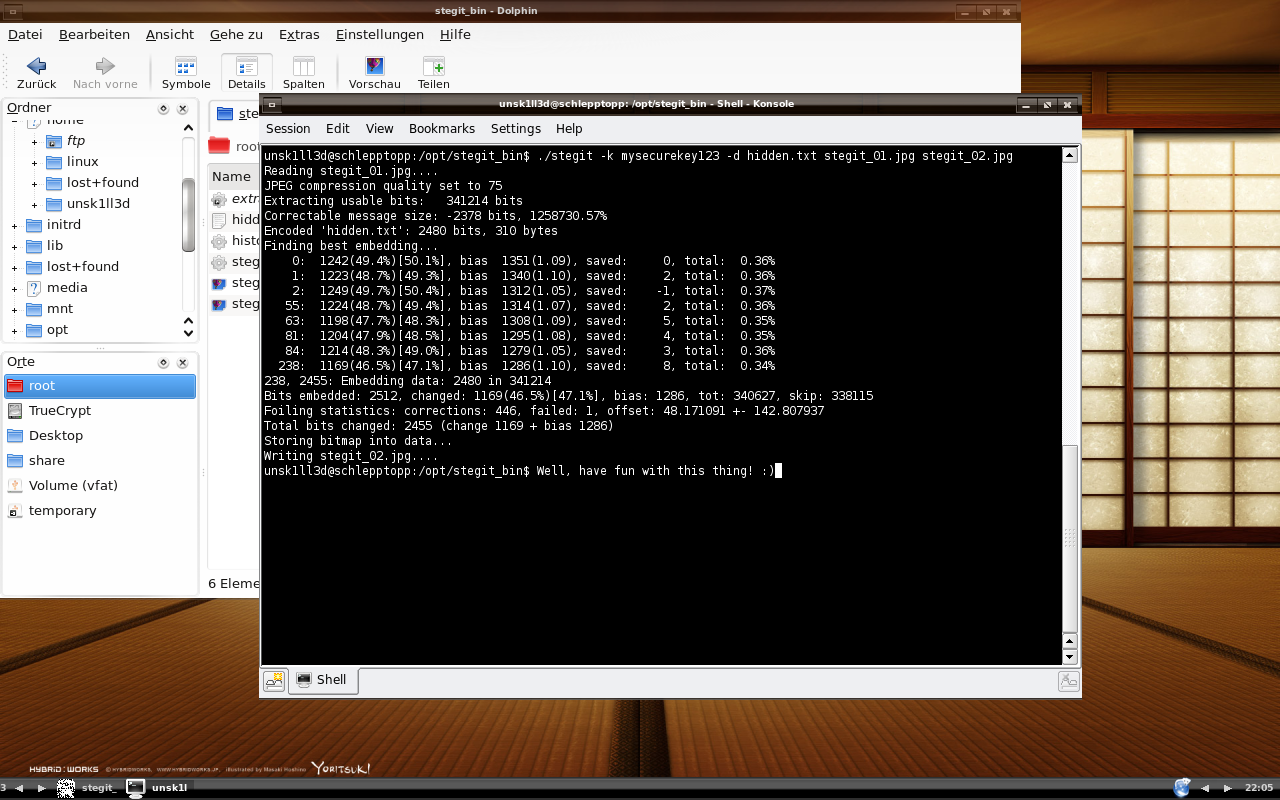 stegit_bin - Dolphin
Datei Bearbeiten Ansicht Gehe zu Extras Einstellungen Hilfe
Zurück Nach vorne Symbole Details Spalten Vorschau Teilen
Ordner
home
ftp
linux
lost+found
unsk1ll3d
initrd
lib
lost+found
media
mnt
opt
Orte
root
TrueCrypt
Desktop
share
Volume (vfat)
temporary
ste
root
Name
extr
hidd
histo
steg
steg
steg
6 Eleme
unsk1ll3d@schlepptopp: /opt/stegit_bin - Shell - Konsole
Session Edit View Bookmarks Settings Help
unsk1ll3d@schlepptopp:/opt/stegit_bin$ ./stegit -k mysecurekey123 -d hidden.txt stegit_01.jpg stegit_02.jpg
Reading stegit_01.jpg....
JPEG compression quality set to 75
Extracting usable bits:   341214 bits
Correctable message size: -2378 bits, 1258730.57%
Encoded 'hidden.txt': 2480 bits, 310 bytes
Finding best embedding...
    0:  1242(49.4%)[50.1%], bias  1351(1.09), saved:     0, total:  0.36%
    1:  1223(48.7%)[49.3%], bias  1340(1.10), saved:     2, total:  0.36%
    2:  1249(49.7%)[50.4%], bias  1312(1.05), saved:    -1, total:  0.37%
   55:  1224(48.7%)[49.4%], bias  1314(1.07), saved:     2, total:  0.36%
   63:  1198(47.7%)[48.3%], bias  1308(1.09), saved:     5, total:  0.35%
   81:  1204(47.9%)[48.5%], bias  1295(1.08), saved:     4, total:  0.35%
   84:  1214(48.3%)[49.0%], bias  1279(1.05), saved:     3, total:  0.36%
  238:  1169(46.5%)[47.1%], bias  1286(1.10), saved:     8, total:  0.34%
238, 2455: Embedding data: 2480 in 341214
Bits embedded: 2512, changed: 1169(46.5%)[47.1%], bias: 1286, tot: 340627, skip: 338115
Foiling statistics: corrections: 446, failed: 1, offset: 48.171091 +- 142.807937
Total bits changed: 2455 (change 1169 + bias 1286)
Storing bitmap into data...
Writing stegit_02.jpg....
unsk1ll3d@schlepptopp:/opt/stegit_bin$ Well, have fun with this thing! :)
Shell
HYBRID:WORKS © HYBRIDWORKS. WWW.HYBRIDWORKS.JP. illustrated by Masaki Hoshino YORITSUKI
3 stegit_ unsk1l 22:05